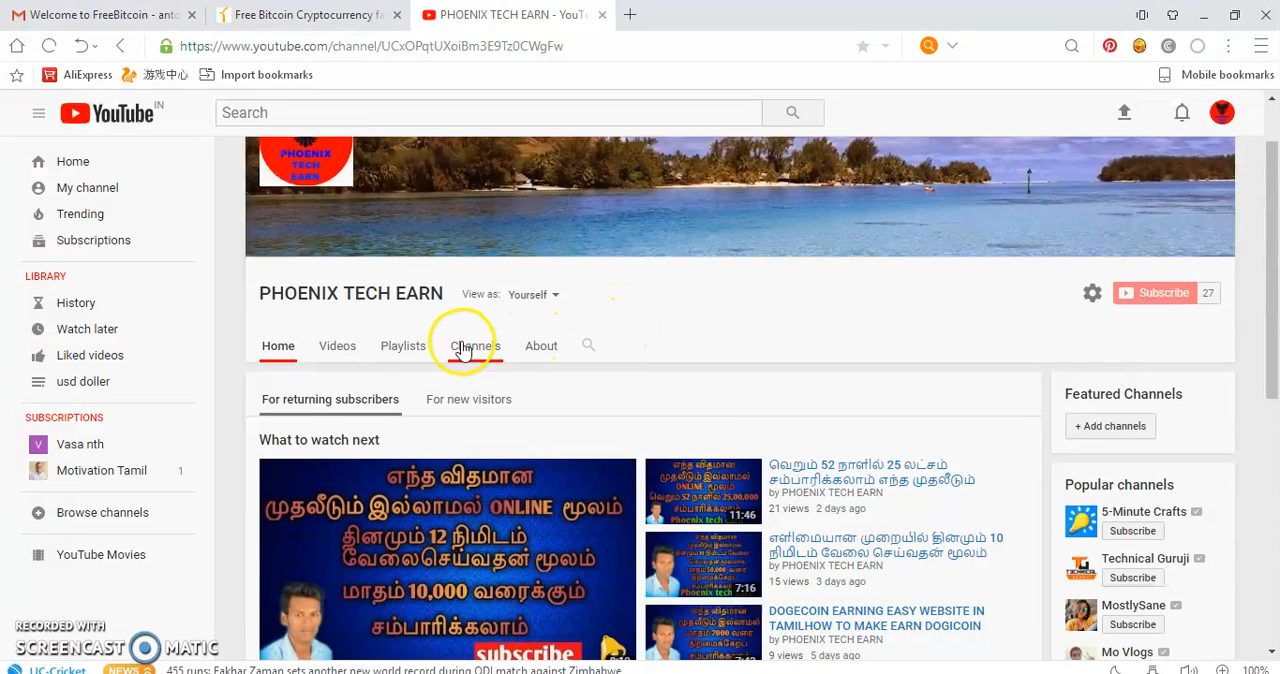 Welcome to FreeBitcoin - anto
Free Bitcoin Cryptocurrency fa
PHOENIX TECH EARN - YouTu
https://www.youtube.com/channel/UCxOPqtUXoiBm3E9Tz0CWgFw
AliExpress
游戏中心
Import bookmarks
Mobile bookmarks
YouTube IN
Search
Home
My channel
Trending
Subscriptions
LIBRARY
History
Watch later
Liked videos
usd doller
SUBSCRIPTIONS
V Vasa nth
Motivation Tamil 1
Browse channels
YouTube Movies
PHOENIX
TECH
EARN
PHOENIX TECH EARN
View as: Yourself
Subscribe 27
Home Videos Playlists Channels About
For returning subscribers
For new visitors
What to watch next
எந்த விதமான
முதலீடும் இல்லாமல் ONLINE மூலம்
தினமும் 12 நிமிடம்
வேலைசெய்வதன் மூலம்
மாதம் 10,000 வரைக்கும்
சம்பாரிக்கலாம்
subscribe
11:46
வெறும் 52 நாளில் 25 லட்சம்
சம்பாரிக்கலாம் எந்த முதலீடும்
by PHOENIX TECH EARN
21 views 2 days ago
7:16
எளிமையான முறையில் தினமும் 10
நிமிடம் வேலை செய்வதன் மூலம்
by PHOENIX TECH EARN
15 views 3 days ago
DOGECOIN EARNING EASY WEBSITE IN
TAMILHOW TO MAKE EARN DOGICOIN
by PHOENIX TECH EARN
9 views 5 days ago
Featured Channels
+ Add channels
Popular channels
5-Minute Crafts
Subscribe
Technical Guruji
Subscribe
MostlySane
Subscribe
Mo Vlogs
RECORDED WITH
SCREENCAST MATIC
UC-Cricket
NEWS
455 runs: Fakhar Zaman sets another new world record during ODI match against Zimbabwe
100%